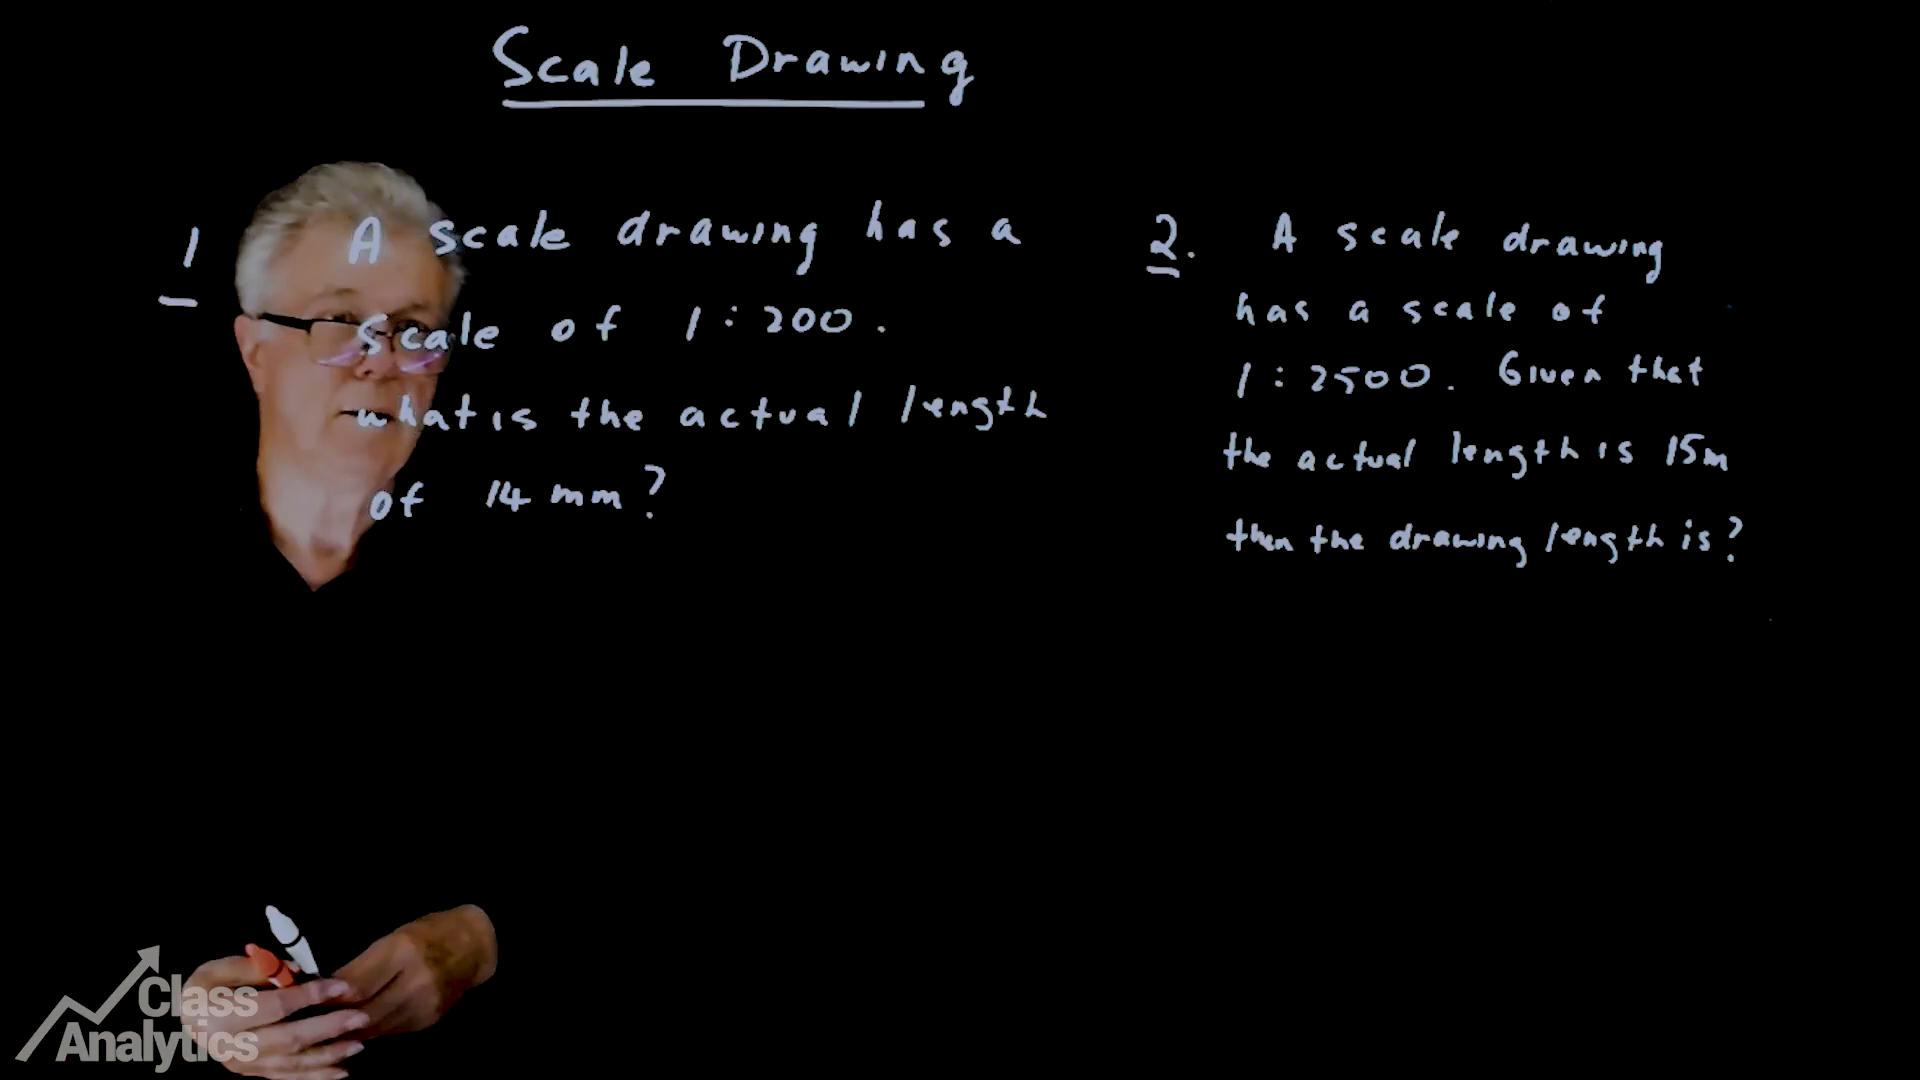 Scale Drawing
1 A scale drawing has a
scale of 1 : 200 .
what is the actual length
of 14 mm ?
2. A scale drawing
has a scale of
1 : 2500 . Given that
the actual length is 15m
then the drawing length is ?
Class
Analytics